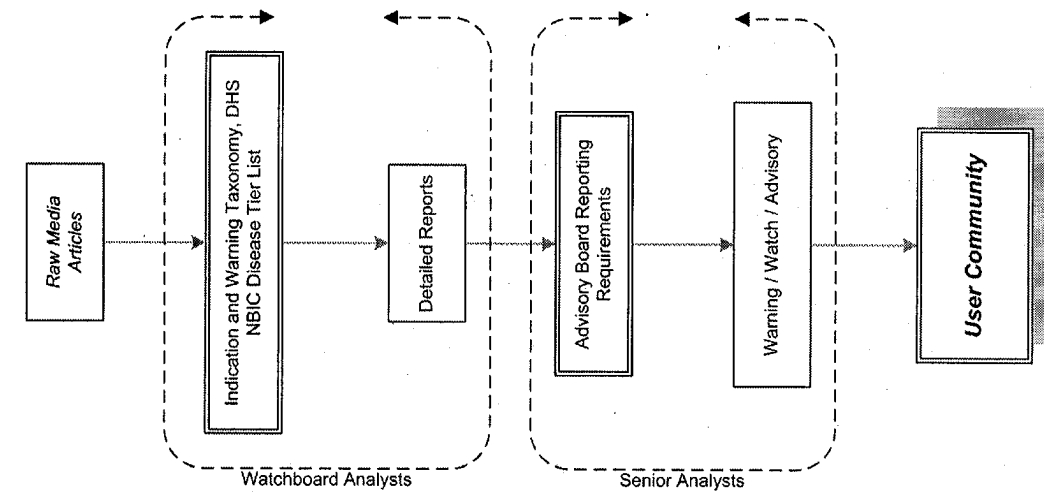 Raw Media
Articles
Indication and Warning Taxonomy, DHS
NBIC Disease Tier List
Detailed Reports
Watchboard Analysts
Advisory Board Reporting
Requirements
Warning / Watch / Advisory
Senior Analysts
User Community